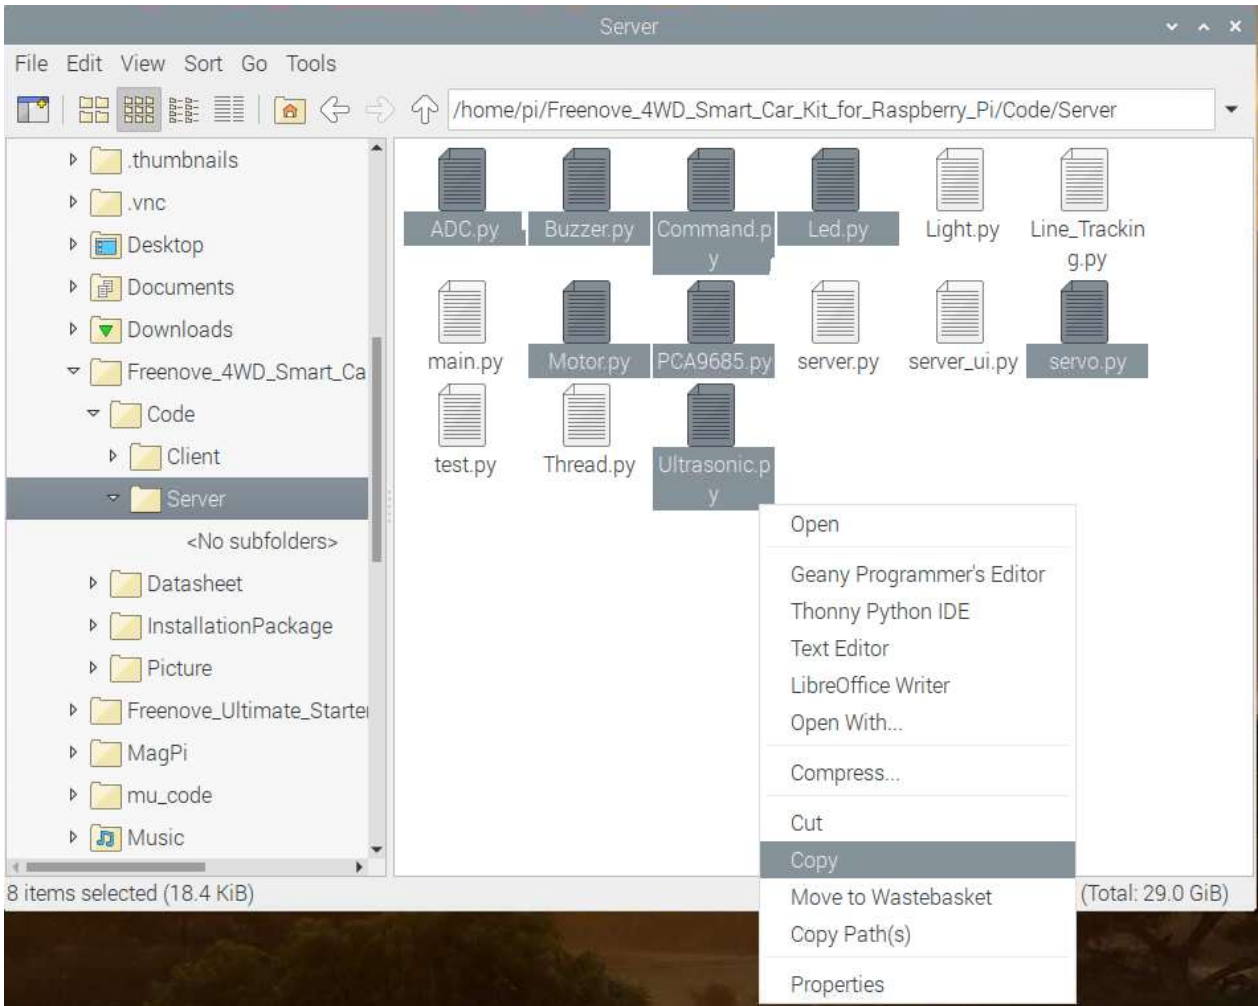 Server
File Edit View Sort Go Tools
/home/pi/Freenove_4WD_Smart_Car_Kit_for_Raspberry_Pi/Code/Server
.thumbnails
.vnc
Desktop
Documents
Downloads
Freenove_4WD_Smart_Ca
Code
Client
Server
<No subfolders>
Datasheet
InstallationPackage
Picture
Freenove_Ultimate_Starte
MagPi
mu_code
Music
ADC.py Buzzer.py Command.p Led.py Light.py Line_Trackin
y g.py
main.py Motor.py PCA9685.py server.py server_ui.py servo.py
test.py Thread.py Ultrasonic.p
y
Open
Geany Programmer's Editor
Thonny Python IDE
Text Editor
LibreOffice Writer
Open With...
Compress...
Cut
Copy
Move to Wastebasket
Copy Path(s)
Properties
8 items selected (18.4 KiB) (Total: 29.0 GiB)